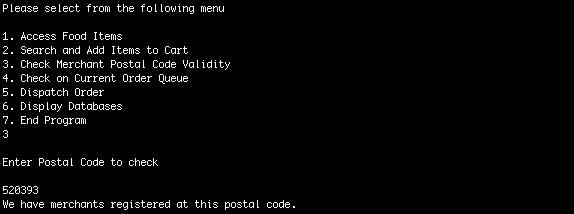 Please select from the following menu
1. Access Food Items
2. Search and Add Items to Cart
3. Check Merchant Postal Code Validity
4. Check on Current Order Queue
5. Dispatch Order
6. Display Databases
7. End Program
3
Enter Postal Code to check
520393
We have merchants registered at this postal code.